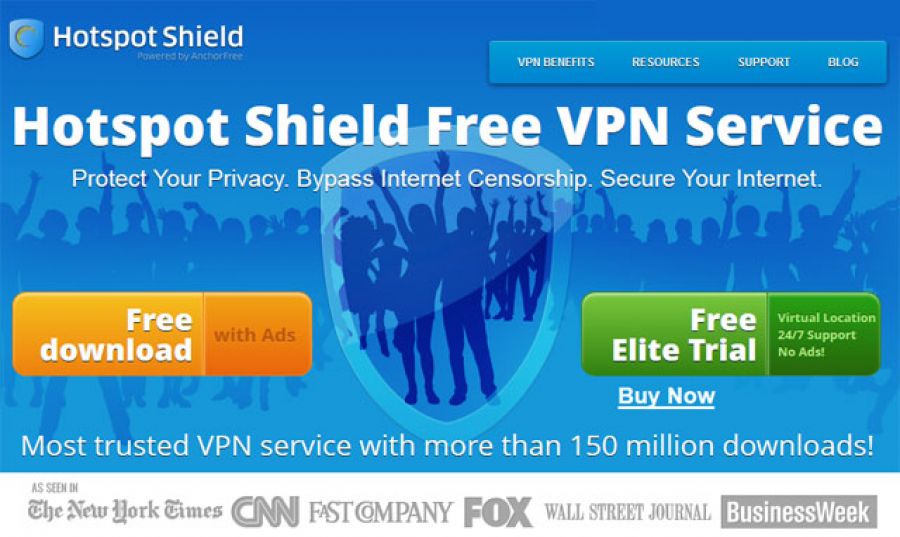 Hotspot Shield
Powered by AnchorFree
VPN BENEFITS RESOURCES SUPPORT BLOG
Hotspot Shield Free VPN Service
Protect Your Privacy. Bypass Internet Censorship. Secure Your Internet.
Free
download
with Ads
Free
Elite Trial
Virtual Location
24/7 Support
No Ads!
Buy Now
Most trusted VPN service with more than 150 million downloads!
AS SEEN IN
The New York Times CNN FAST COMPANY FOX WALL STREET JOURNAL BusinessWeek